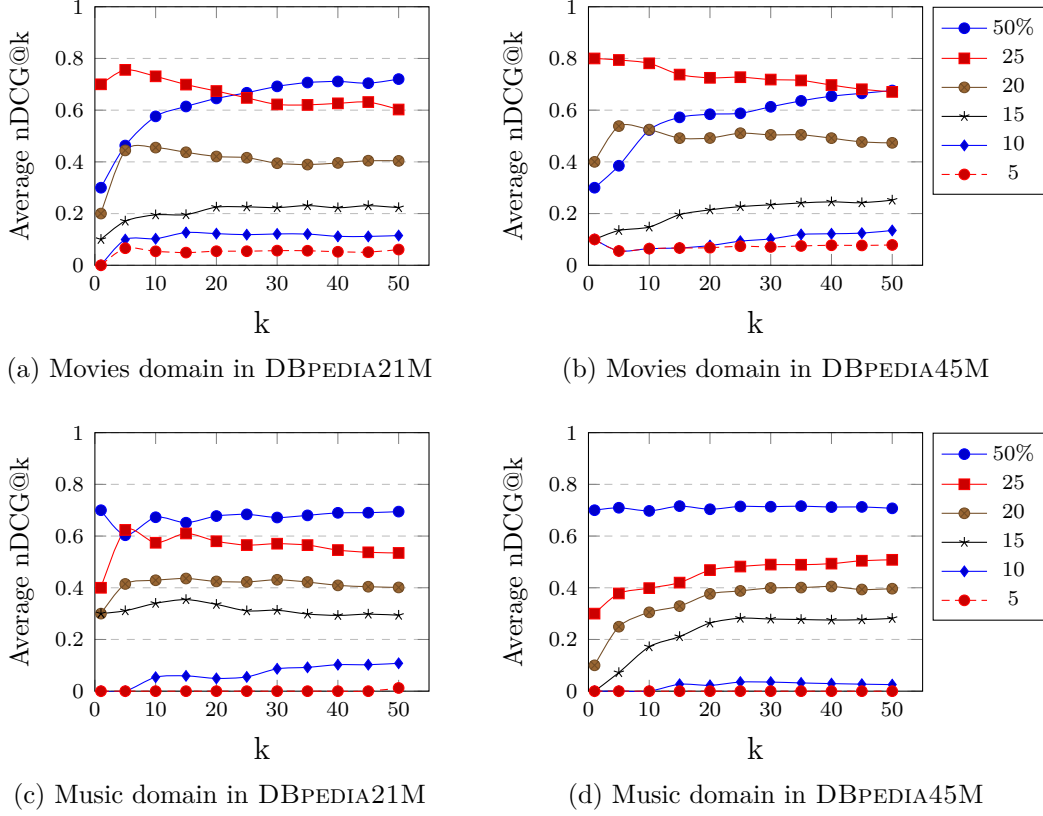 Average nDCG@k
1
0.8
0.6
0.4
0.2
0
0 10 20 30 40 50
k
(a) Movies domain in DBPEDIA21M
Average nDCG@k
1
0.8
0.6
0.4
0.2
0
0 10 20 30 40 50
k
(b) Movies domain in DBPEDIA45M
50%
25
20
15
10
5
Average nDCG@k
1
0.8
0.6
0.4
0.2
0
0 10 20 30 40 50
k
(c) Music domain in DBPEDIA21M
Average nDCG@k
1
0.8
0.6
0.4
0.2
0
0 10 20 30 40 50
k
(d) Music domain in DBPEDIA45M
50%
25
20
15
10
5